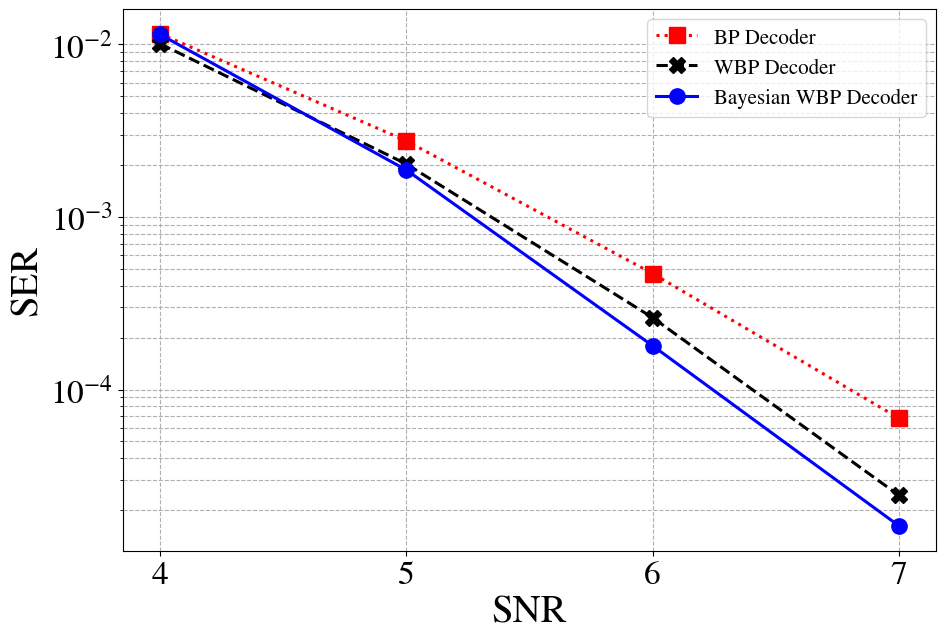 BP Decoder
WBP Decoder
Bayesian WBP Decoder
10⁻²
10⁻³
10⁻⁴
SER
4 5 6 7
SNR